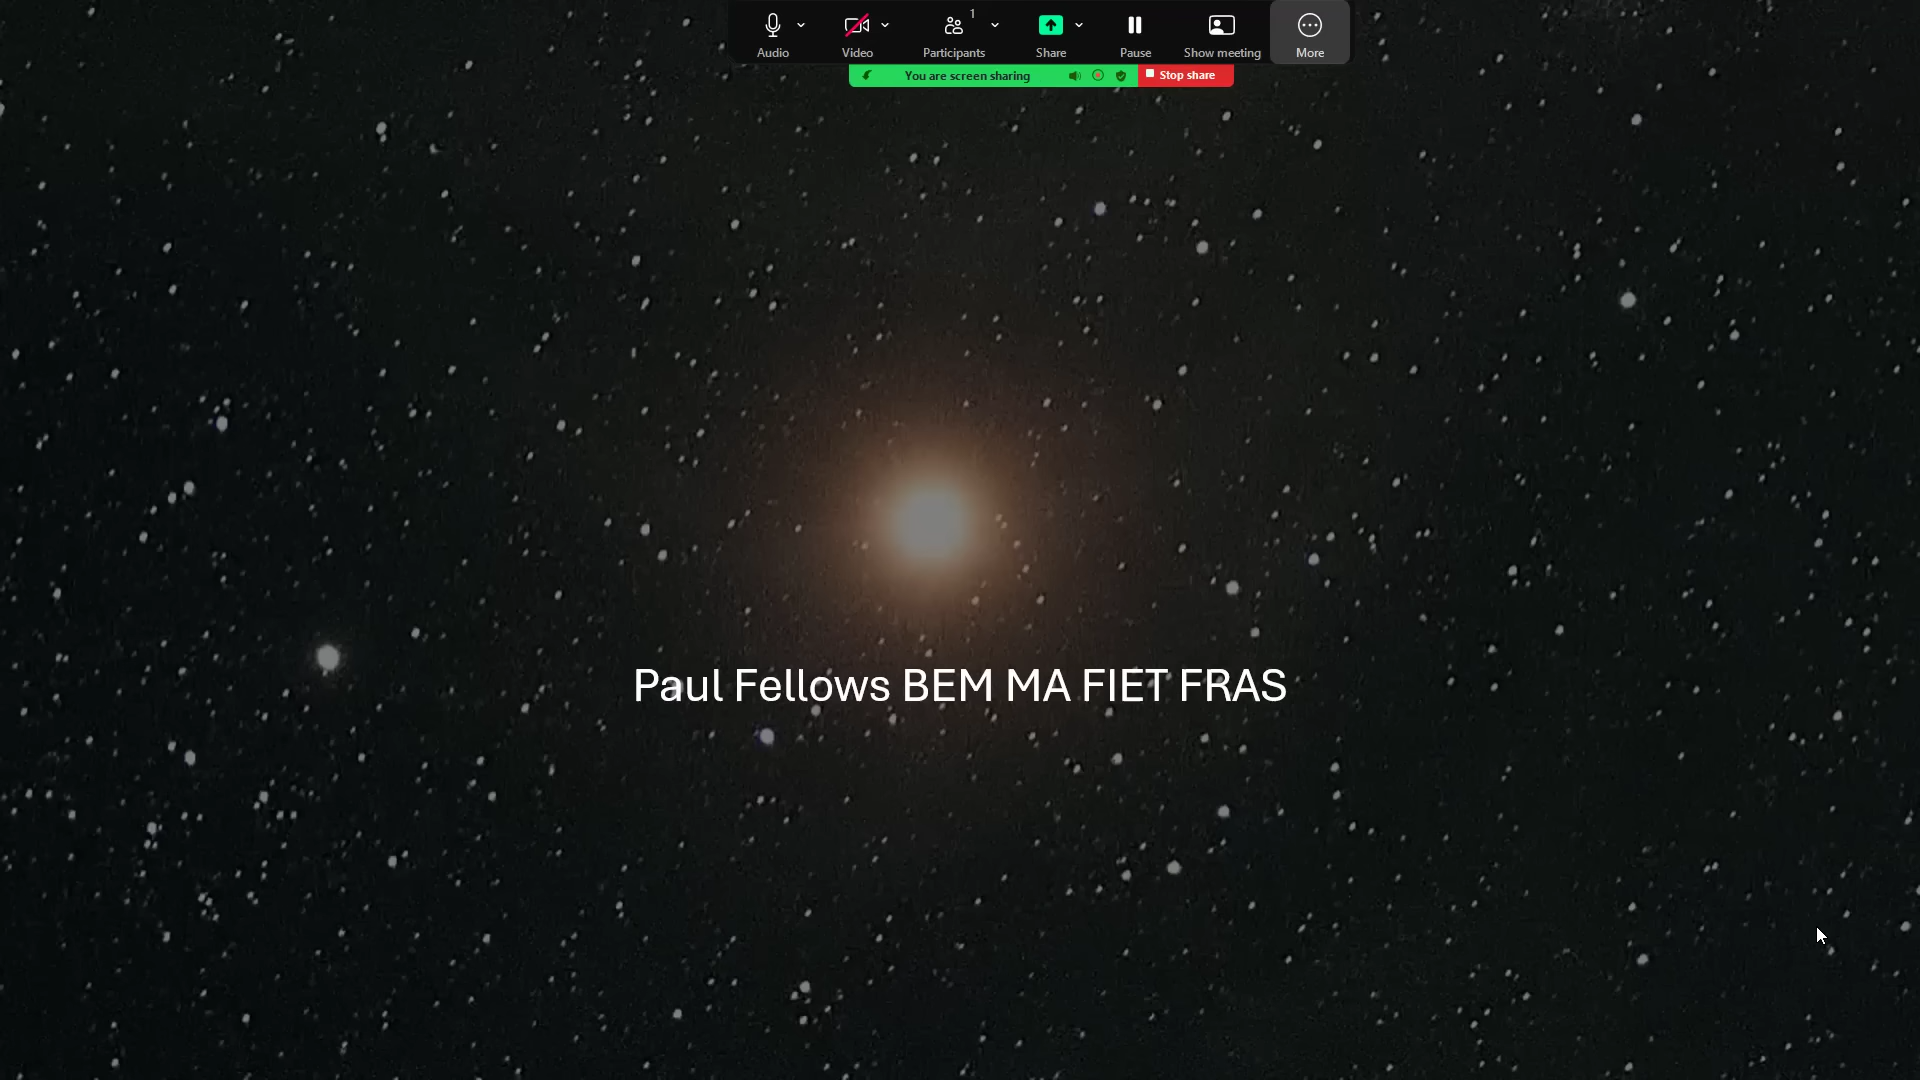 1
Audio
Video
Participants
Share
Pause
Show meeting
More
You are screen sharing
Stop share
Paul Fellows BEM MA FIET FRAS